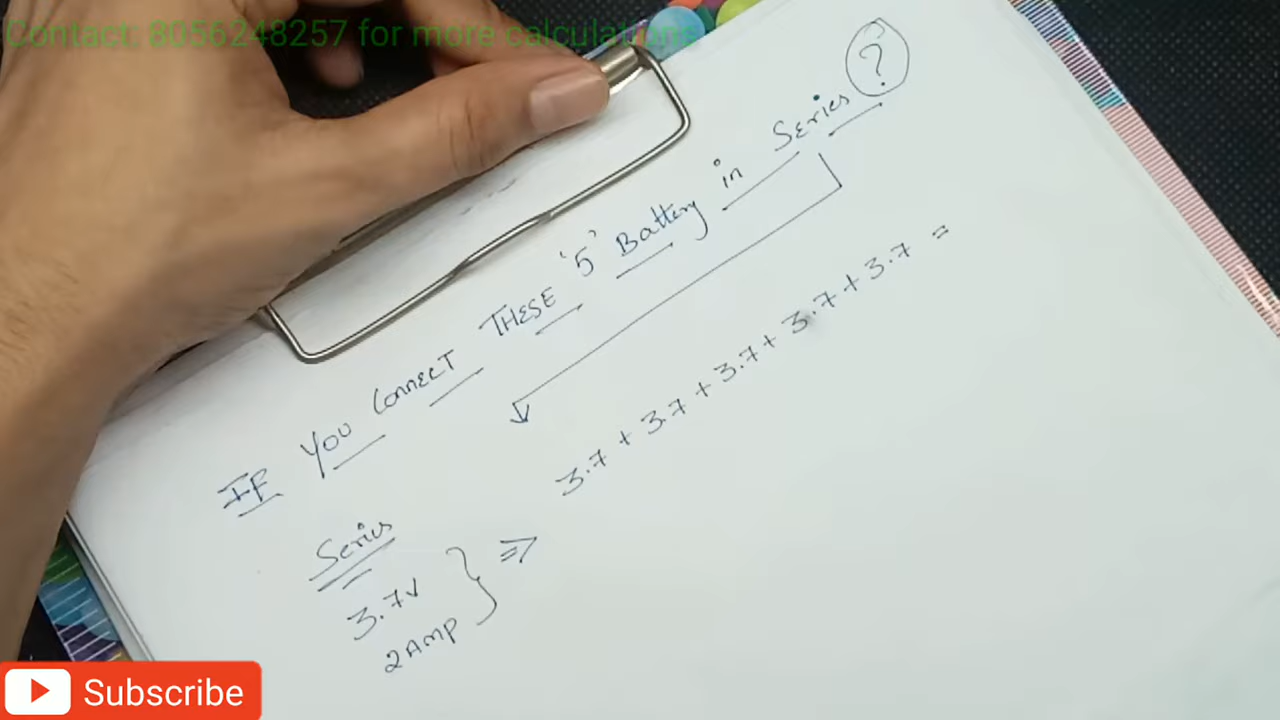 Contact: 8056248257 for more calculations
IF YOU CONNECT THESE '5' Battery in Series ?
3.7 + 3.7 + 3.7 + 3.7 + 3.7 =
Series
3.7V
2AMP
} ⇒
Subscribe